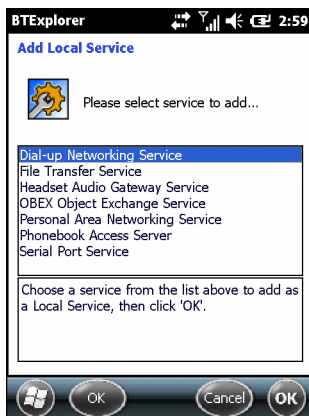 BTExplorer 2:59
Add Local Service
Please select service to add...
Dial-up Networking Service
File Transfer Service
Headset Audio Gateway Service
OBEX Object Exchange Service
Personal Area Networking Service
Phonebook Access Server
Serial Port Service
Choose a service from the list above to add as
a Local Service, then click 'OK'.
OK Cancel OK